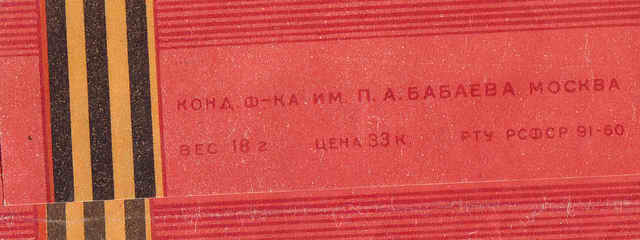 КОНД. Ф-КА ИМ. П. А. БАБАЕВА МОСКВА
ВЕС 18 г ЦЕНА 33 К РТУ РСФСР 91-60